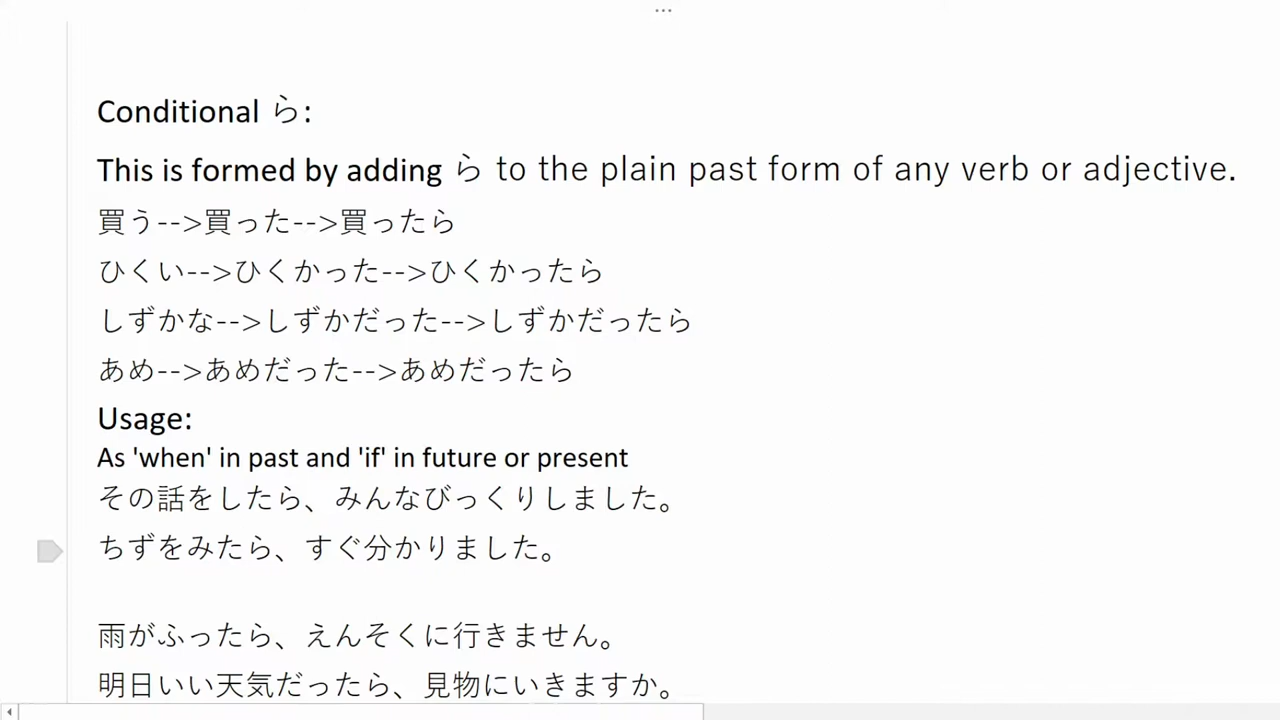 Conditional ら:
This is formed by adding ら to the plain past form of any verb or adjective.
買う-->買った-->買ったら
ひくい-->ひくかった-->ひくかったら
しずかな-->しずかだった-->しずかだったら
あめ-->あめだった-->あめだったら
Usage:
As 'when' in past and 'if' in future or present
その話をしたら、みんなびっくりしました。
ちずをみたら、すぐ分かりました。
雨がふったら、えんそくに行きません。
明日いい天気だったら、見物にいきますか。